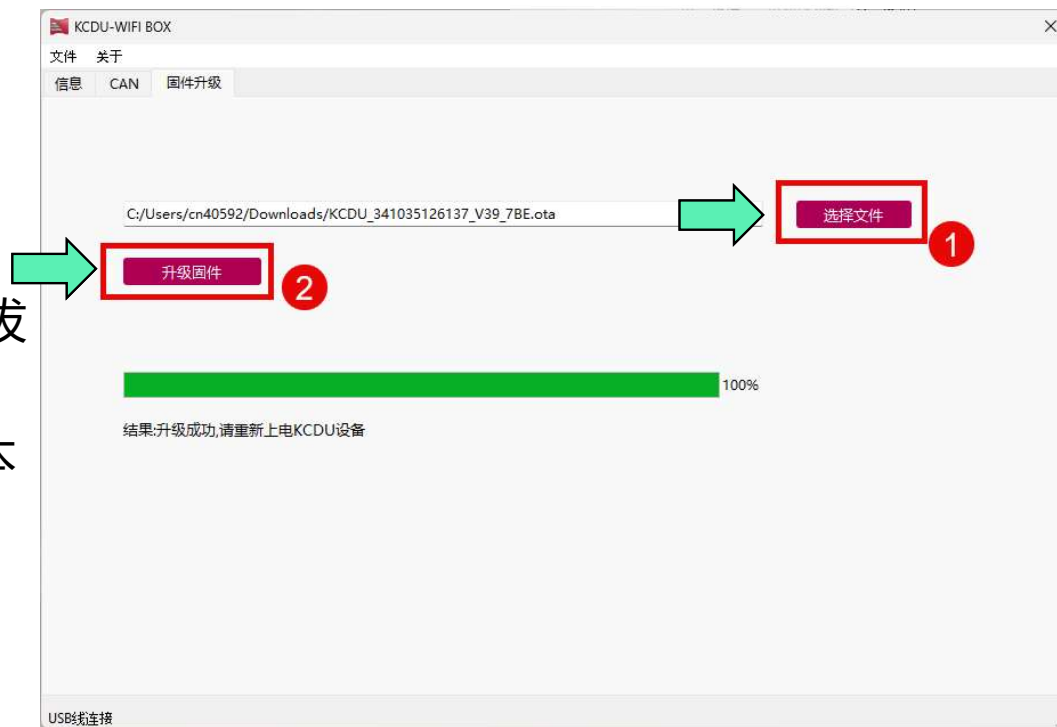 KCDU-WIFI BOX
文件 关于
信息 CAN 固件升级
C:/Users/cn40592/Downloads/KCDU_341035126137_V39_7BE.ota
选择文件
1
升级固件
2
100%
结果:升级成功,请重新上电KCDU设备
USB线连接